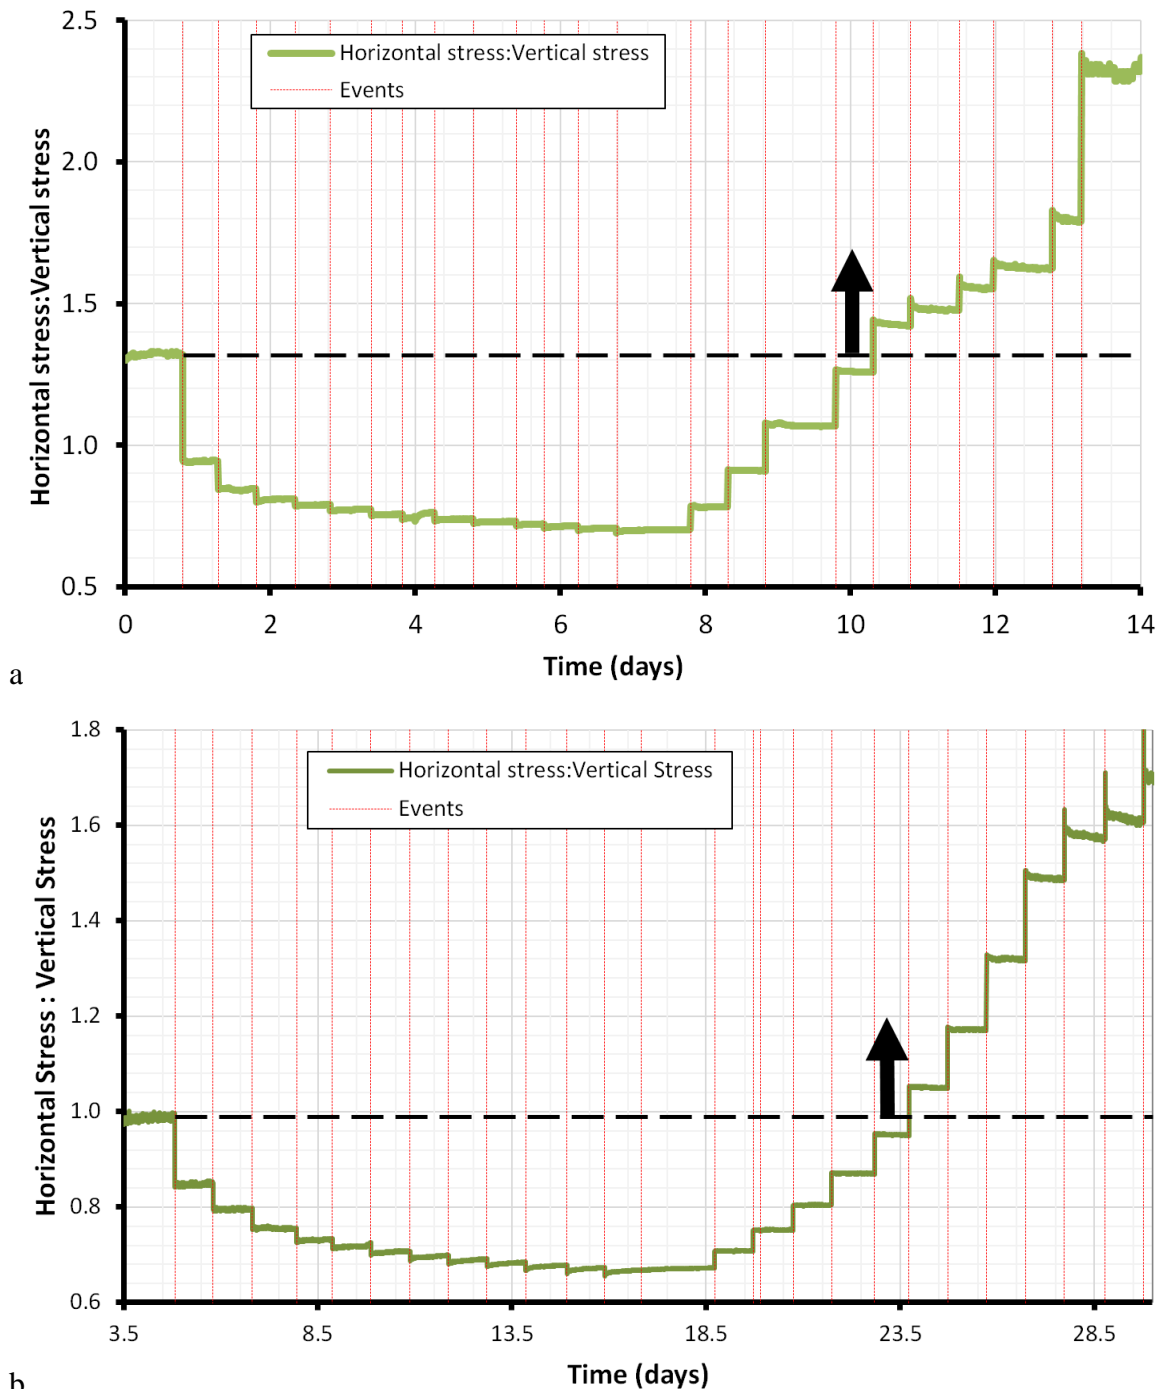 a
2.5
2.0
1.5
1.0
0.5
Horizontal stress:Vertical stress
Horizontal stress:Vertical stress
Events
0 2 4 6 8 10 12 14
Time (days)
1.8
1.6
1.4
1.2
1.0
0.8
0.6
Horizontal Stress : Vertical Stress
Horizontal stress:Vertical Stress
Events
3.5 8.5 13.5 18.5 23.5 28.5
Time (days)
b